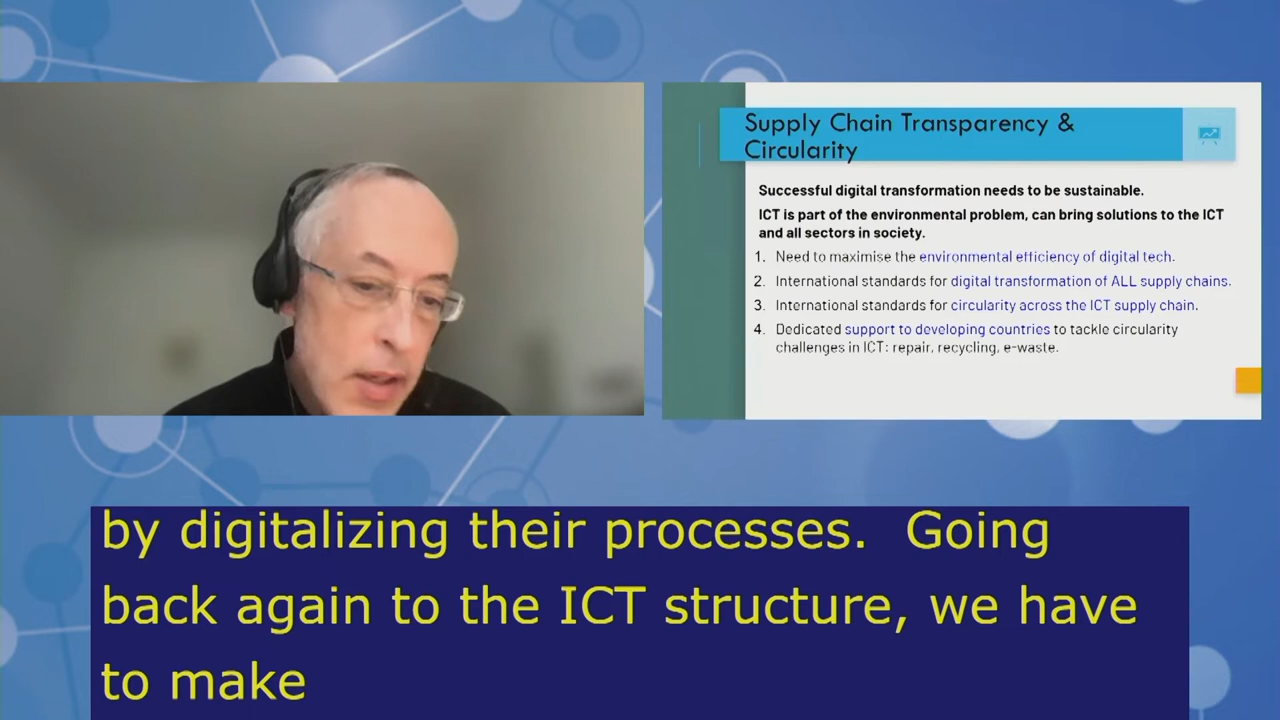 Supply Chain Transparency &
Circularity
Successful digital transformation needs to be sustainable.
ICT is part of the environmental problem, can bring solutions to the ICT
and all sectors in society.
1. Need to maximise the environmental efficiency of digital tech.
2. International standards for digital transformation of ALL supply chains.
3. International standards for circularity across the ICT supply chain.
4. Dedicated support to developing countries to tackle circularity
challenges in ICT: repair, recycling, e-waste.
by digitalizing their processes. Going
back again to the ICT structure, we have
to make